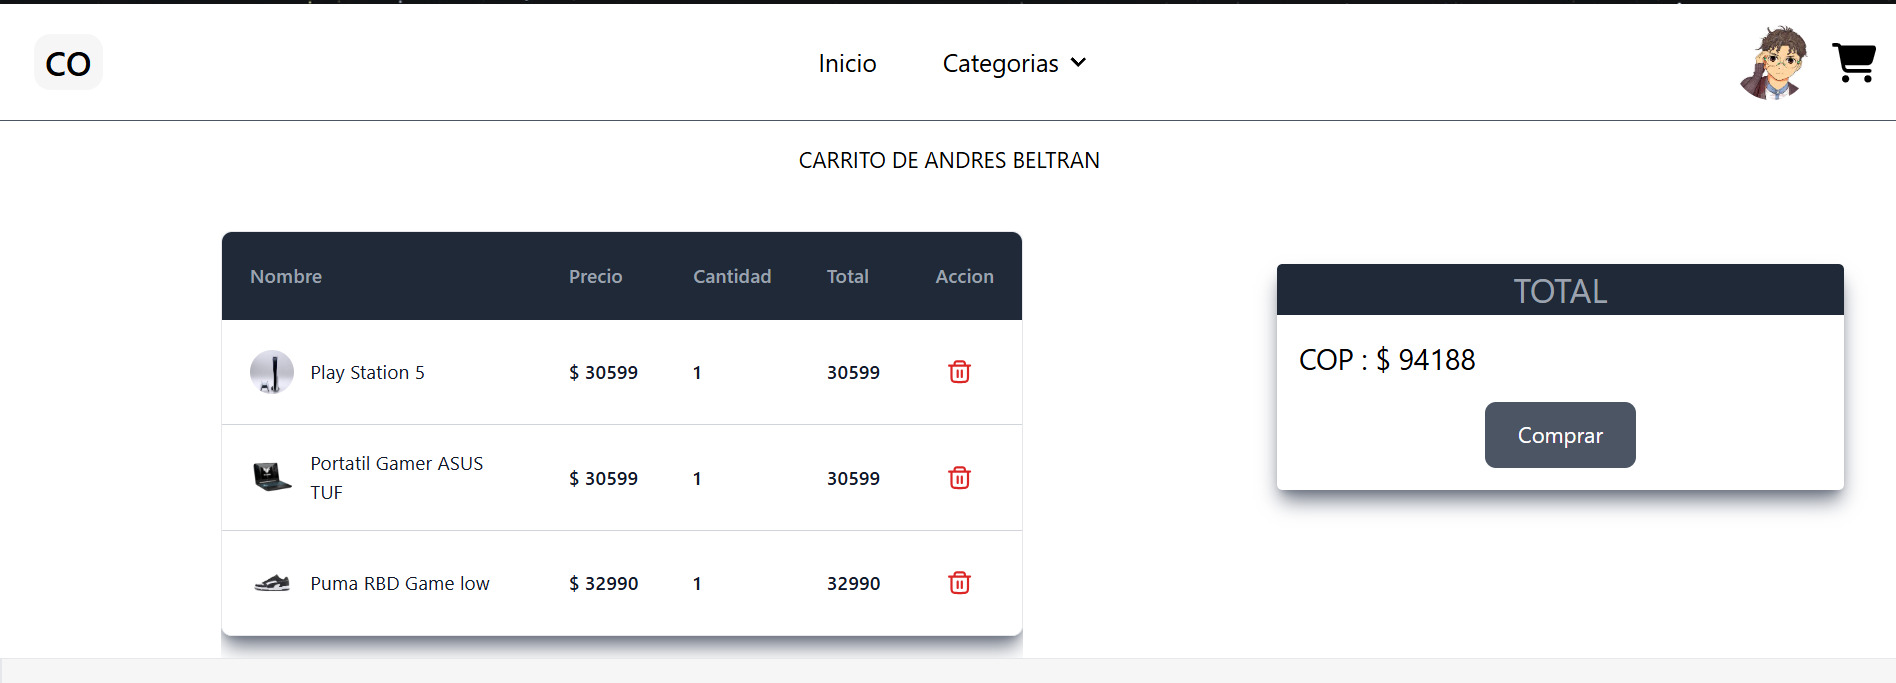 CO
Inicio
Categorias
CARRITO DE ANDRES BELTRAN
Nombre Precio Cantidad Total Accion
Play Station 5 $ 30599 1 30599
Portatil Gamer ASUS
TUF $ 30599 1 30599
Puma RBD Game low $ 32990 1 32990
TOTAL
COP : $ 94188
Comprar